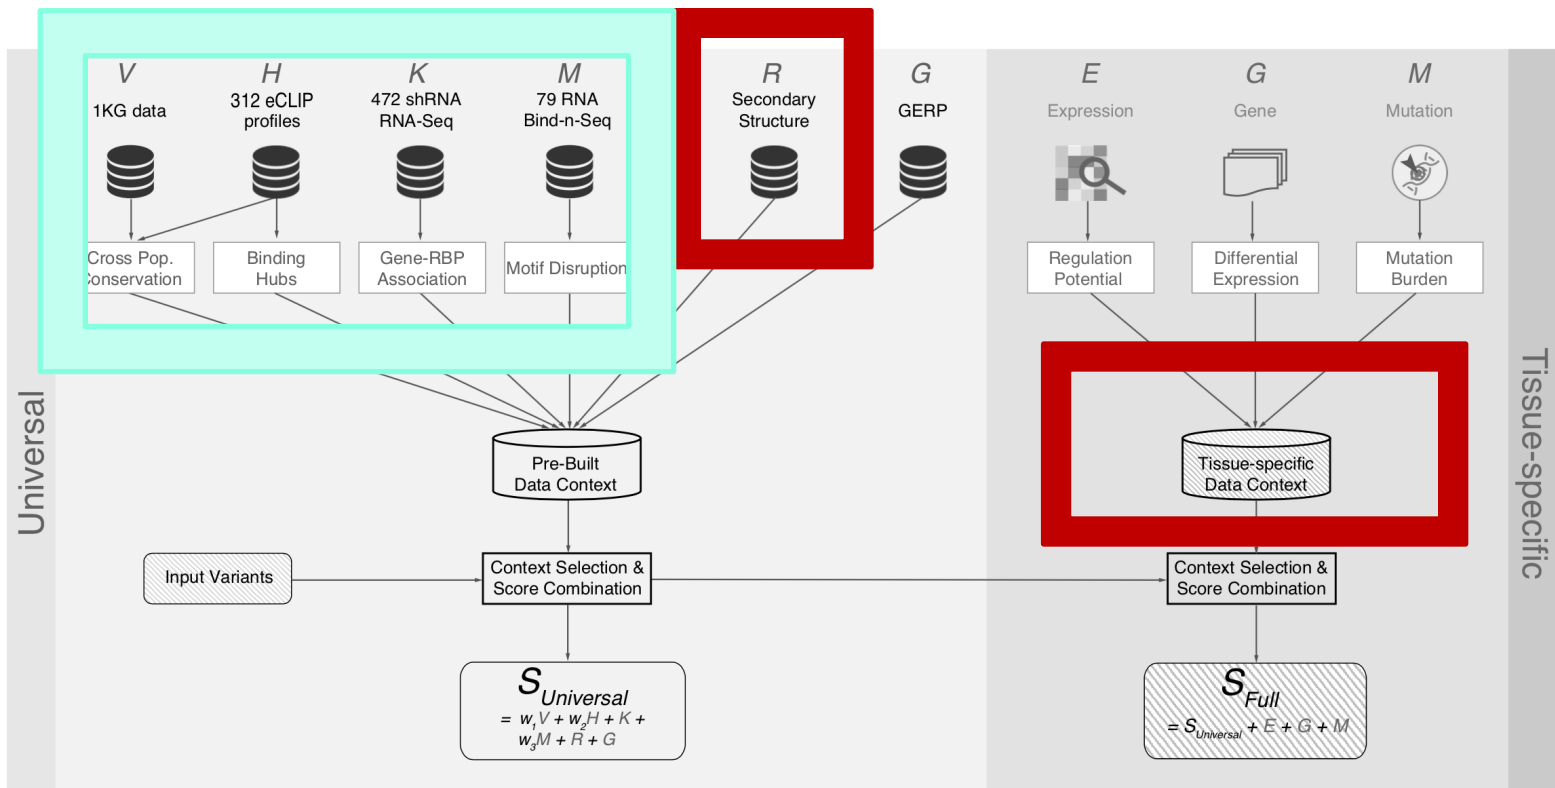 V
H
K
M
R
G
E
G
M
1KG data
312 eCLIP
profiles
472 shRNA
RNA-Seq
79 RNA
Bind-n-Seq
Secondary
Structure
GERP
Expression
Gene
Mutation
Cross Pop.
Conservation
Binding
Hubs
Gene-RBP
Association
Motif Disruption
Regulation
Potential
Differential
Expression
Mutation
Burden
Universal
Tissue-specific
Pre-Built
Data Context
Tissue-specific
Data Context
Input Variants
Context Selection &
Score Combination
Context Selection &
Score Combination
S Universal
= w1V + w2H + K +
w3M + R + G
S Full
= S Universal + E + G + M